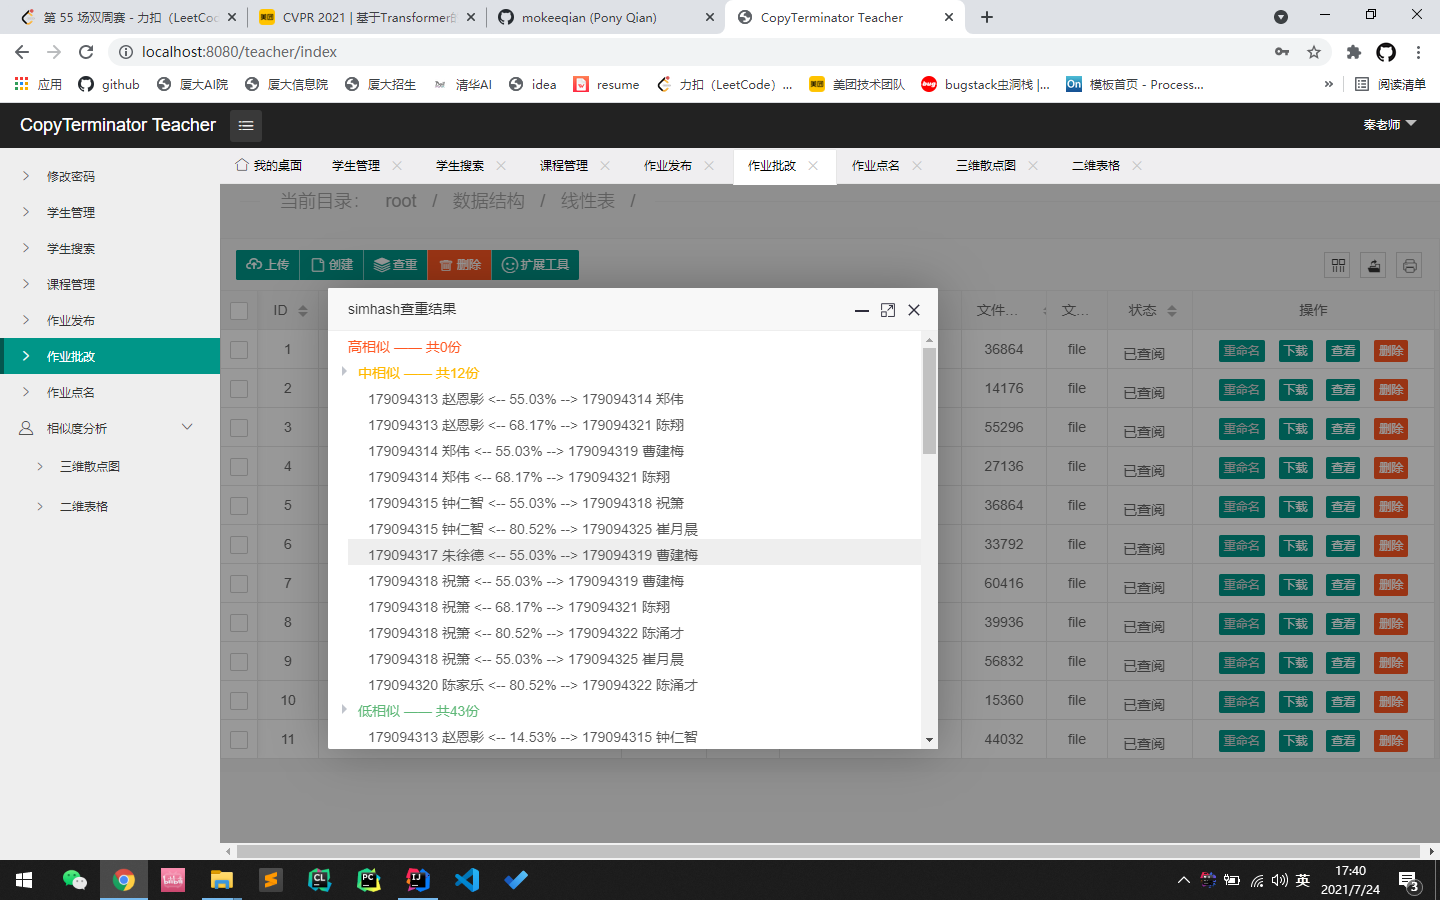 第 55 场双周赛 - 力扣（LeetCo
CVPR 2021 | 基于Transformer的
mokeeqian (Pony Qian)
CopyTerminator Teacher
localhost:8080/teacher/index
应用
github
厦大AI院
厦大信息院
厦大招生
清华AI
idea
resume
力扣（LeetCode）...
美团技术团队
bugstack虫洞栈 |...
模板首页 - Process...
阅读清单
CopyTerminator Teacher
秦老师
修改密码
学生管理
学生搜索
课程管理
作业发布
作业批改
作业点名
相似度分析
三维散点图
二维表格
我的桌面
学生管理
学生搜索
课程管理
作业发布
作业批改
作业点名
三维散点图
二维表格
当前目录： root / 数据结构 / 线性表 /
上传
创建
查重
删除
扩展工具
ID
文件...
文...
状态
操作
1 36864 file 已查阅 重命名 下载 查看 删除
2 14176 file 已查阅 重命名 下载 查看 删除
3 55296 file 已查阅 重命名 下载 查看 删除
4 27136 file 已查阅 重命名 下载 查看 删除
5 36864 file 已查阅 重命名 下载 查看 删除
6 33792 file 已查阅 重命名 下载 查看 删除
7 60416 file 已查阅 重命名 下载 查看 删除
8 39936 file 已查阅 重命名 下载 查看 删除
9 56832 file 已查阅 重命名 下载 查看 删除
10 15360 file 已查阅 重命名 下载 查看 删除
11 44032 file 已查阅 重命名 下载 查看 删除
simhash查重结果
高相似 —— 共0份
中相似 —— 共12份
179094313 赵恩影 <-- 55.03% --> 179094314 郑伟
179094313 赵恩影 <-- 68.17% --> 179094321 陈翔
179094314 郑伟 <-- 55.03% --> 179094319 曹建梅
179094314 郑伟 <-- 68.17% --> 179094321 陈翔
179094315 钟仁智 <-- 55.03% --> 179094318 祝箫
179094315 钟仁智 <-- 80.52% --> 179094325 崔月晨
179094317 朱徐德 <-- 55.03% --> 179094319 曹建梅
179094318 祝箫 <-- 55.03% --> 179094319 曹建梅
179094318 祝箫 <-- 68.17% --> 179094321 陈翔
179094318 祝箫 <-- 80.52% --> 179094322 陈涌才
179094318 祝箫 <-- 55.03% --> 179094325 崔月晨
179094320 陈家乐 <-- 80.52% --> 179094322 陈涌才
低相似 —— 共43份
179094313 赵恩影 <-- 14.53% --> 179094315 钟仁智
英
17:40
2021/7/24
3